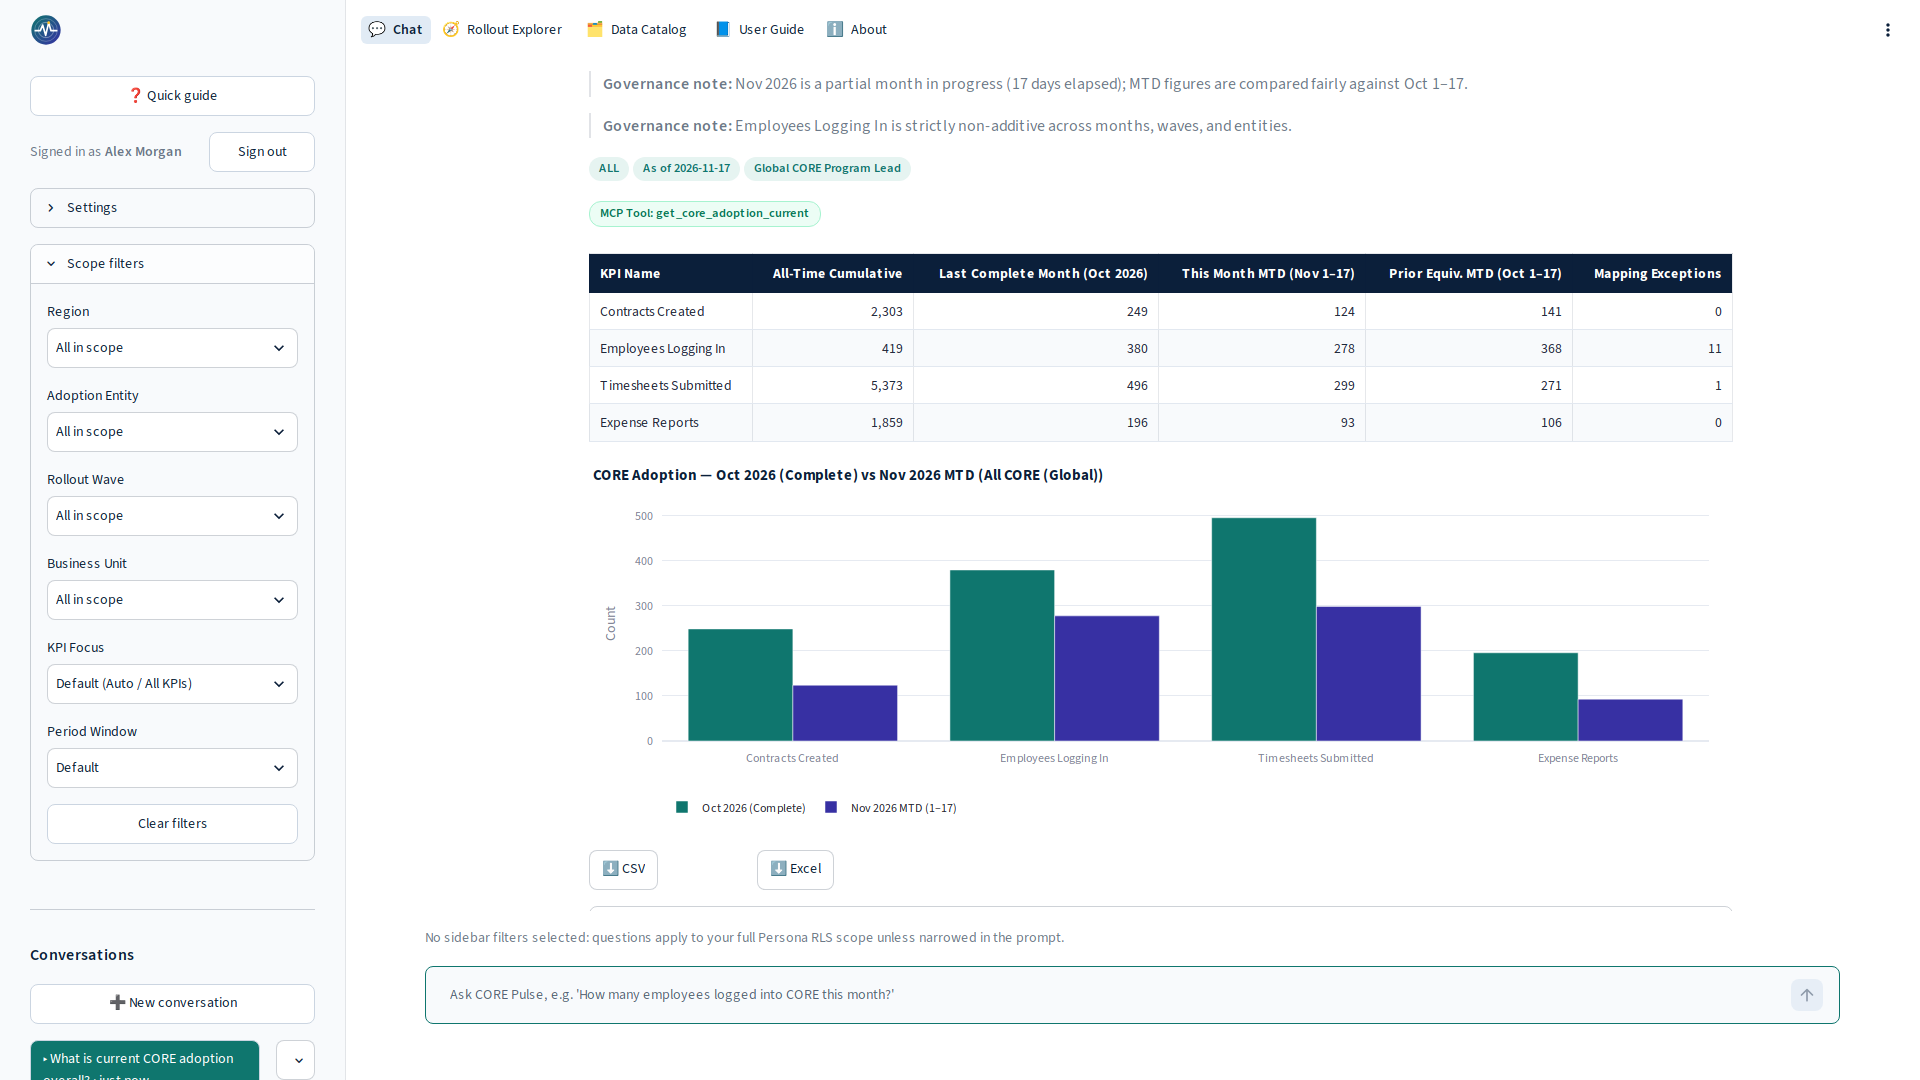 💬 Chat
🧭 Rollout Explorer
🗂️ Data Catalog
📘 User Guide
ℹ️ About
❓ Quick guide
Signed in as Alex Morgan
Sign out
Settings
Scope filters
Region
All in scope
Adoption Entity
All in scope
Rollout Wave
All in scope
Business Unit
All in scope
KPI Focus
Default (Auto / All KPIs)
Period Window
Default
Clear filters
Conversations
➕ New conversation
▸ What is current CORE adoption
overall? · just now
Governance note: Nov 2026 is a partial month in progress (17 days elapsed); MTD figures are compared fairly against Oct 1–17.
Governance note: Employees Logging In is strictly non-additive across months, waves, and entities.
ALL
As of 2026-11-17
Global CORE Program Lead
MCP Tool: get_core_adoption_current
KPI Name All-Time Cumulative Last Complete Month (Oct 2026) This Month MTD (Nov 1–17) Prior Equiv. MTD (Oct 1–17) Mapping Exceptions
Contracts Created 2,303 249 124 141 0
Employees Logging In 419 380 278 368 11
Timesheets Submitted 5,373 496 299 271 1
Expense Reports 1,859 196 93 106 0
CORE Adoption — Oct 2026 (Complete) vs Nov 2026 MTD (All CORE (Global))
Count
500
400
300
200
100
0
Contracts Created
Employees Logging In
Timesheets Submitted
Expense Reports
Oct 2026 (Complete)
Nov 2026 MTD (1–17)
⬇️ CSV
⬇️ Excel
No sidebar filters selected: questions apply to your full Persona RLS scope unless narrowed in the prompt.
Ask CORE Pulse, e.g. 'How many employees logged into CORE this month?'